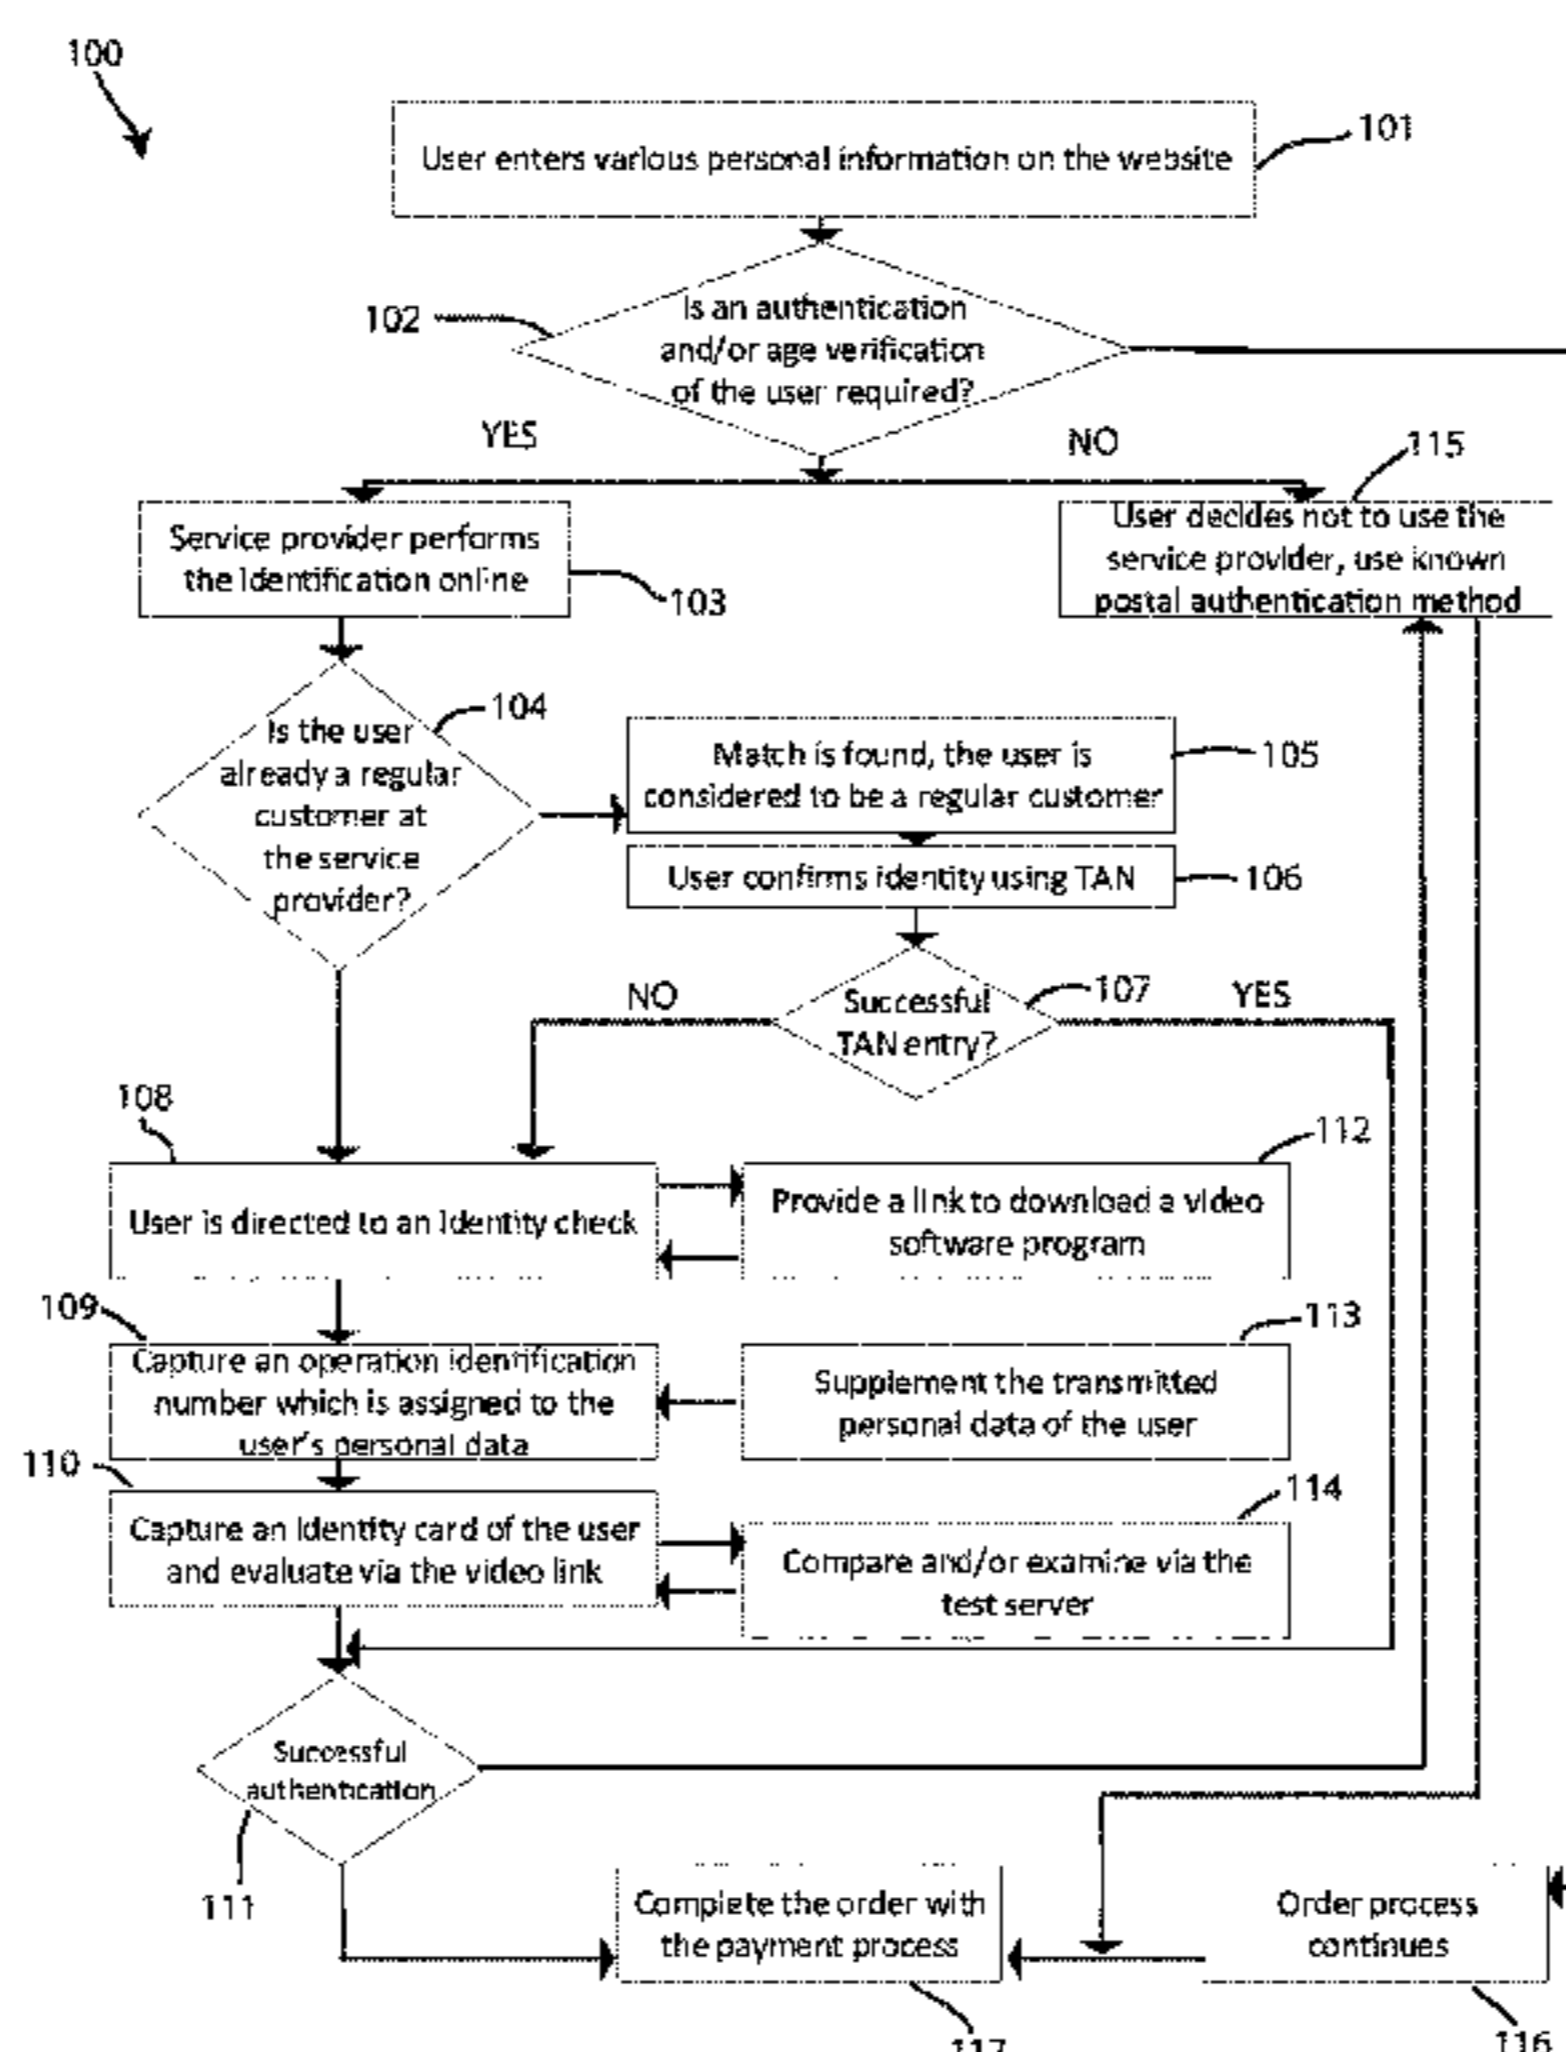 100
User enters various personal information on the website
101
102
Is an authentication
and/or age verification
of the user required?
YES
NO
115
Service provider performs
the identification online
103
User decides not to use the
service provider, use known
postal authentication method
104
Is the user
already a regular
customer at
the service
provider?
Match is found, the user is
considered to be a regular customer
105
User confirms identity using TAN
106
NO
Successful
TAN entry?
107
YES
108
User is directed to an identity check
112
Provide a link to download a video
software program
109
Capture an operation identification
number which is assigned to the
user's personal data
113
Supplement the transmitted
personal data of the user
110
Capture an identity card of the user
and evaluate via the video link
114
Compare and/or examine via the
test server
Successful
authentication
111
Complete the order with
the payment process
Order process
continues
117
116